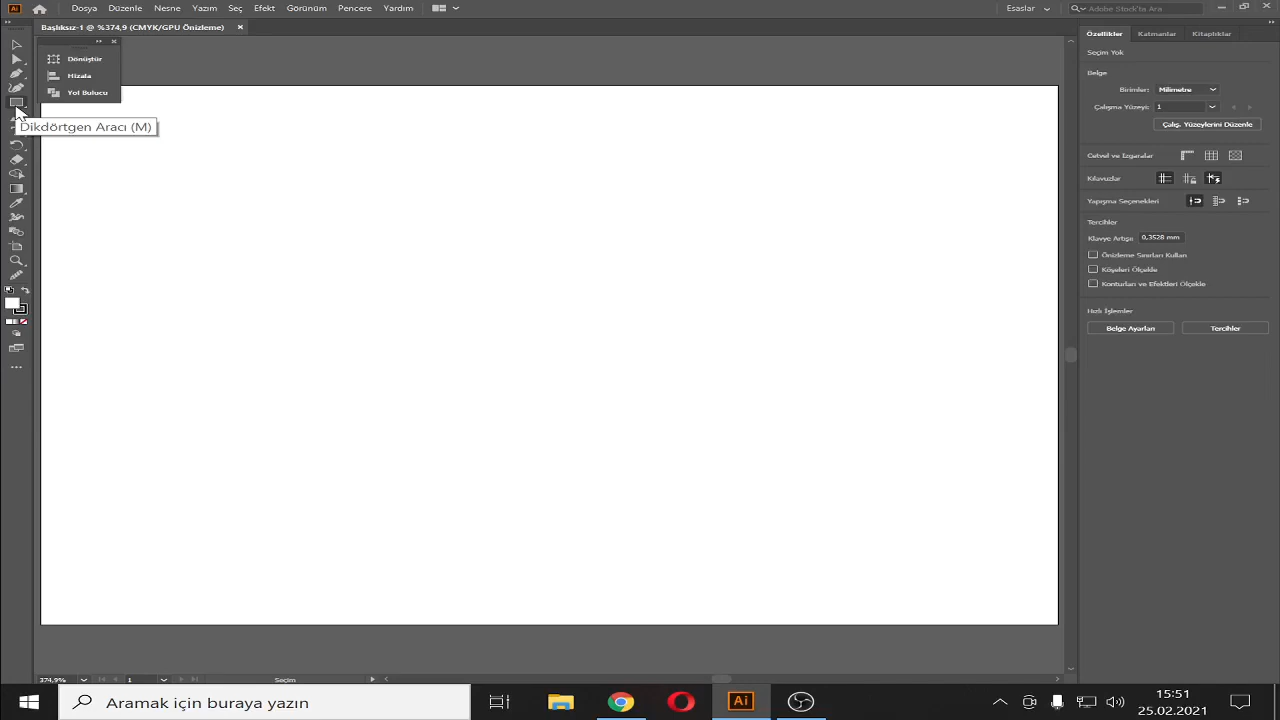 Ai Dosya Düzenle Nesne Yazım Seç Efekt Görünüm Pencere Yardım Esaslar Adobe Stock'ta Ara
Başlıksız-1 @ %374,9 (CMYK/GPU Önizleme)
Dönüştür
Hizala
Yol Bulucu
Dikdörtgen Aracı (M)
Özellikler Katmanlar Kitaplıklar
Seçim Yok
Belge
Birimler: Milimetre
Çalışma Yüzeyi: 1
Çalış. Yüzeylerini Düzenle
Cetvel ve Izgaralar
Kılavuzlar
Yapışma Seçenekleri
Tercihler
Klavye Artışı: 0,3528 mm
Önizleme Sınırları Kullan
Köşeleri Ölçekle
Konturları ve Efektleri Ölçekle
Hızlı İşlemler
Belge Ayarları Tercihler
374,9% 1 Seçim
Aramak için buraya yazın
Ai
15:51
25.02.2021